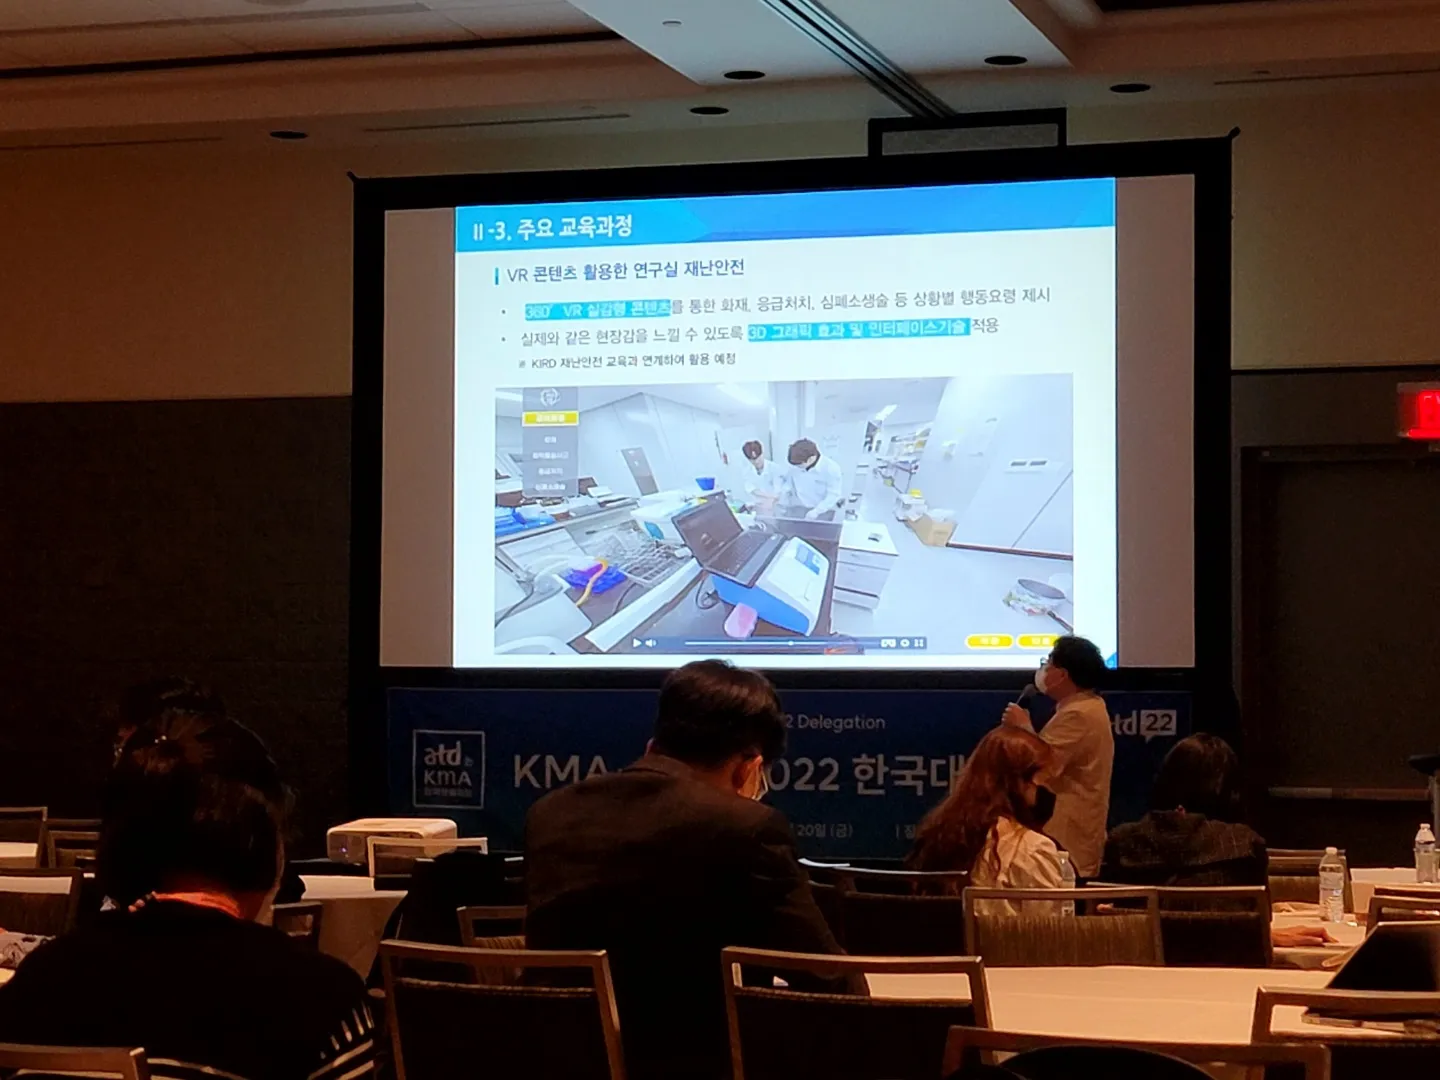 II-3. 주요 교육과정
VR 콘텐츠 활용한 연구실 재난안전
• 360° VR 실감형 콘텐츠를 통한 화재, 응급처치, 심폐소생술 등 상황별 행동요령 제시
• 실제와 같은 현장감을 느낄 수 있도록 3D 그래픽 효과 및 인터페이스기술 적용
※ KIRD 재난안전 교육과 연계하여 활용 예정
2 Delegation
atd
KMA
td 22
KMA
022 한국대
20일 (금)